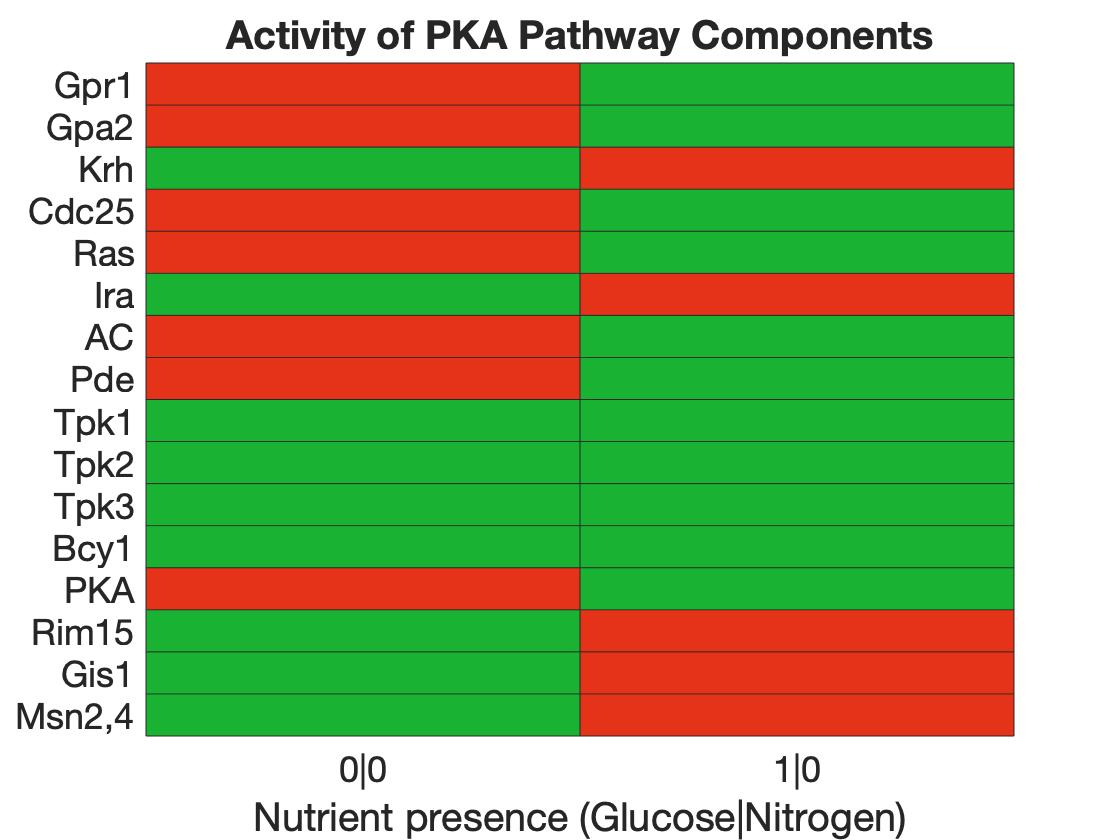 Activity of PKA Pathway Components
Gpr1
Gpa2
Krh
Cdc25
Ras
Ira
AC
Pde
Tpk1
Tpk2
Tpk3
Bcy1
PKA
Rim15
Gis1
Msn2,4
0|0 1|0
Nutrient presence (Glucose|Nitrogen)